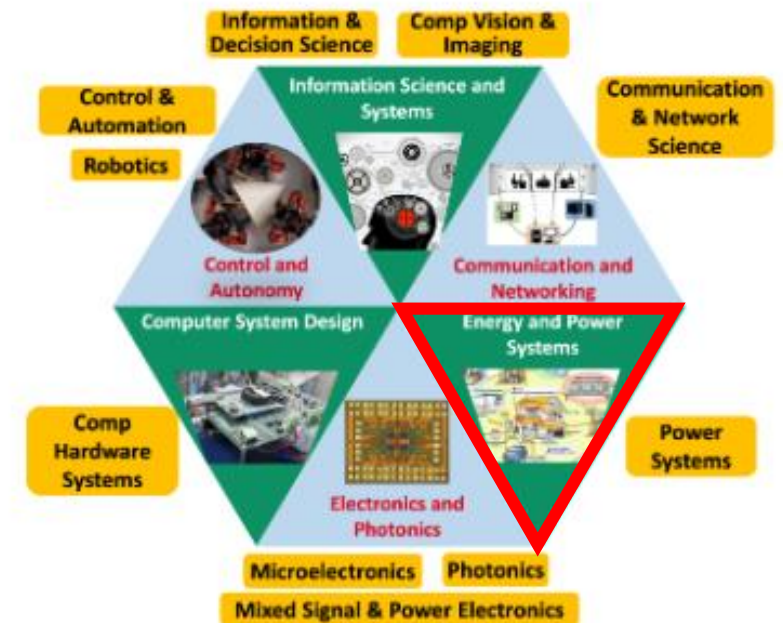 Information &
Decision Science
Comp Vision &
Imaging
Control &
Automation
Robotics
Information Science and
Systems
Communication
& Network
Science
Control and
Autonomy
Communication and
Networking
Computer System Design
Energy and Power
Systems
Comp
Hardware
Systems
Electronics and
Photonics
Power
Systems
Microelectronics
Photonics
Mixed Signal & Power Electronics